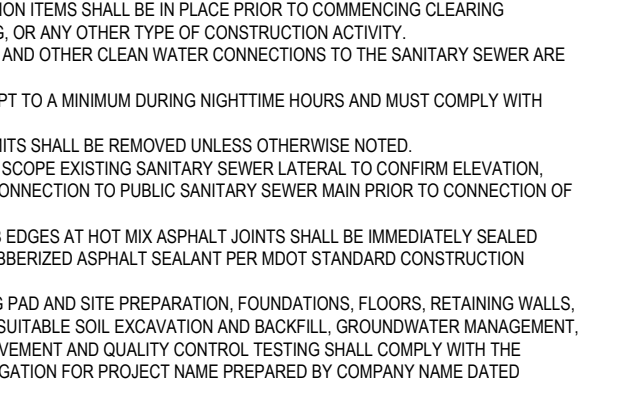 ION ITEMS SHALL BE IN PLACE PRIOR TO COMMENCING CLEARING
G, OR ANY OTHER TYPE OF CONSTRUCTION ACTIVITY.
AND OTHER CLEAN WATER CONNECTIONS TO THE SANITARY SEWER ARE
PT TO A MINIMUM DURING NIGHTTIME HOURS AND MUST COMPLY WITH
MITS SHALL BE REMOVED UNLESS OTHERWISE NOTED.
SCOPE EXISTING SANITARY SEWER LATERAL TO CONFIRM ELEVATION,
ONNECTION TO PUBLIC SANITARY SEWER MAIN PRIOR TO CONNECTION OF
EDGES AT HOT MIX ASPHALT JOINTS SHALL BE IMMEDIATELY SEALED
BBERIZED ASPHALT SEALANT PER MDOT STANDARD CONSTRUCTION
G PAD AND SITE PREPARATION, FOUNDATIONS, FLOORS, RETAINING WALLS,
SUITABLE SOIL EXCAVATION AND BACKFILL, GROUNDWATER MANAGEMENT,
VEMENT AND QUALITY CONTROL TESTING SHALL COMPLY WITH THE
GATION FOR PROJECT NAME PREPARED BY COMPANY NAME DATED